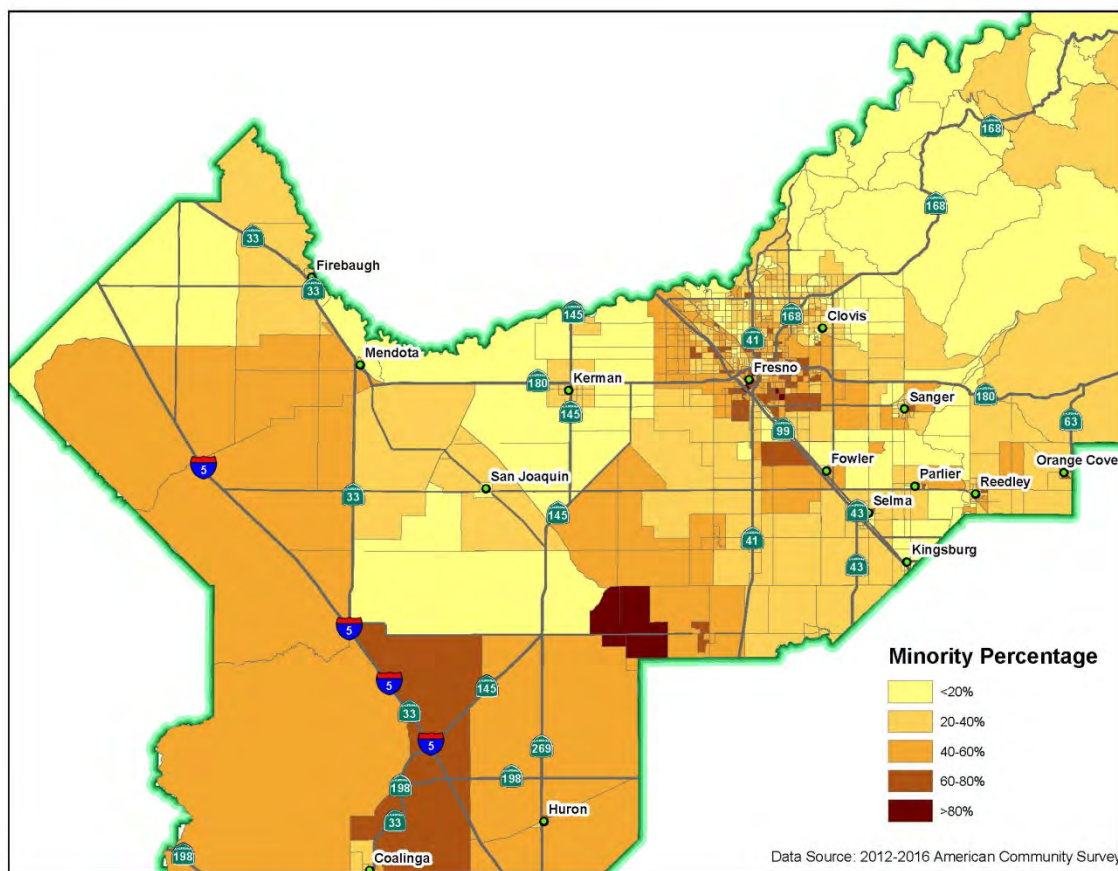 168
168
33
Firebaugh
33
145
168
Clovis
41
Mendota
180
Kerman
Fresno
145
Sanger
180
63
99
5
33
San Joaquin
145
Fowler
Parlier
Reedley
Orange Cove
43
Selma
41
43
Kingsburg
5
5
33
145
5
269
198
198
33
Huron
198
Coalinga
Minority Percentage
<20%
20-40%
40-60%
60-80%
>80%
Data Source: 2012-2016 American Community Survey